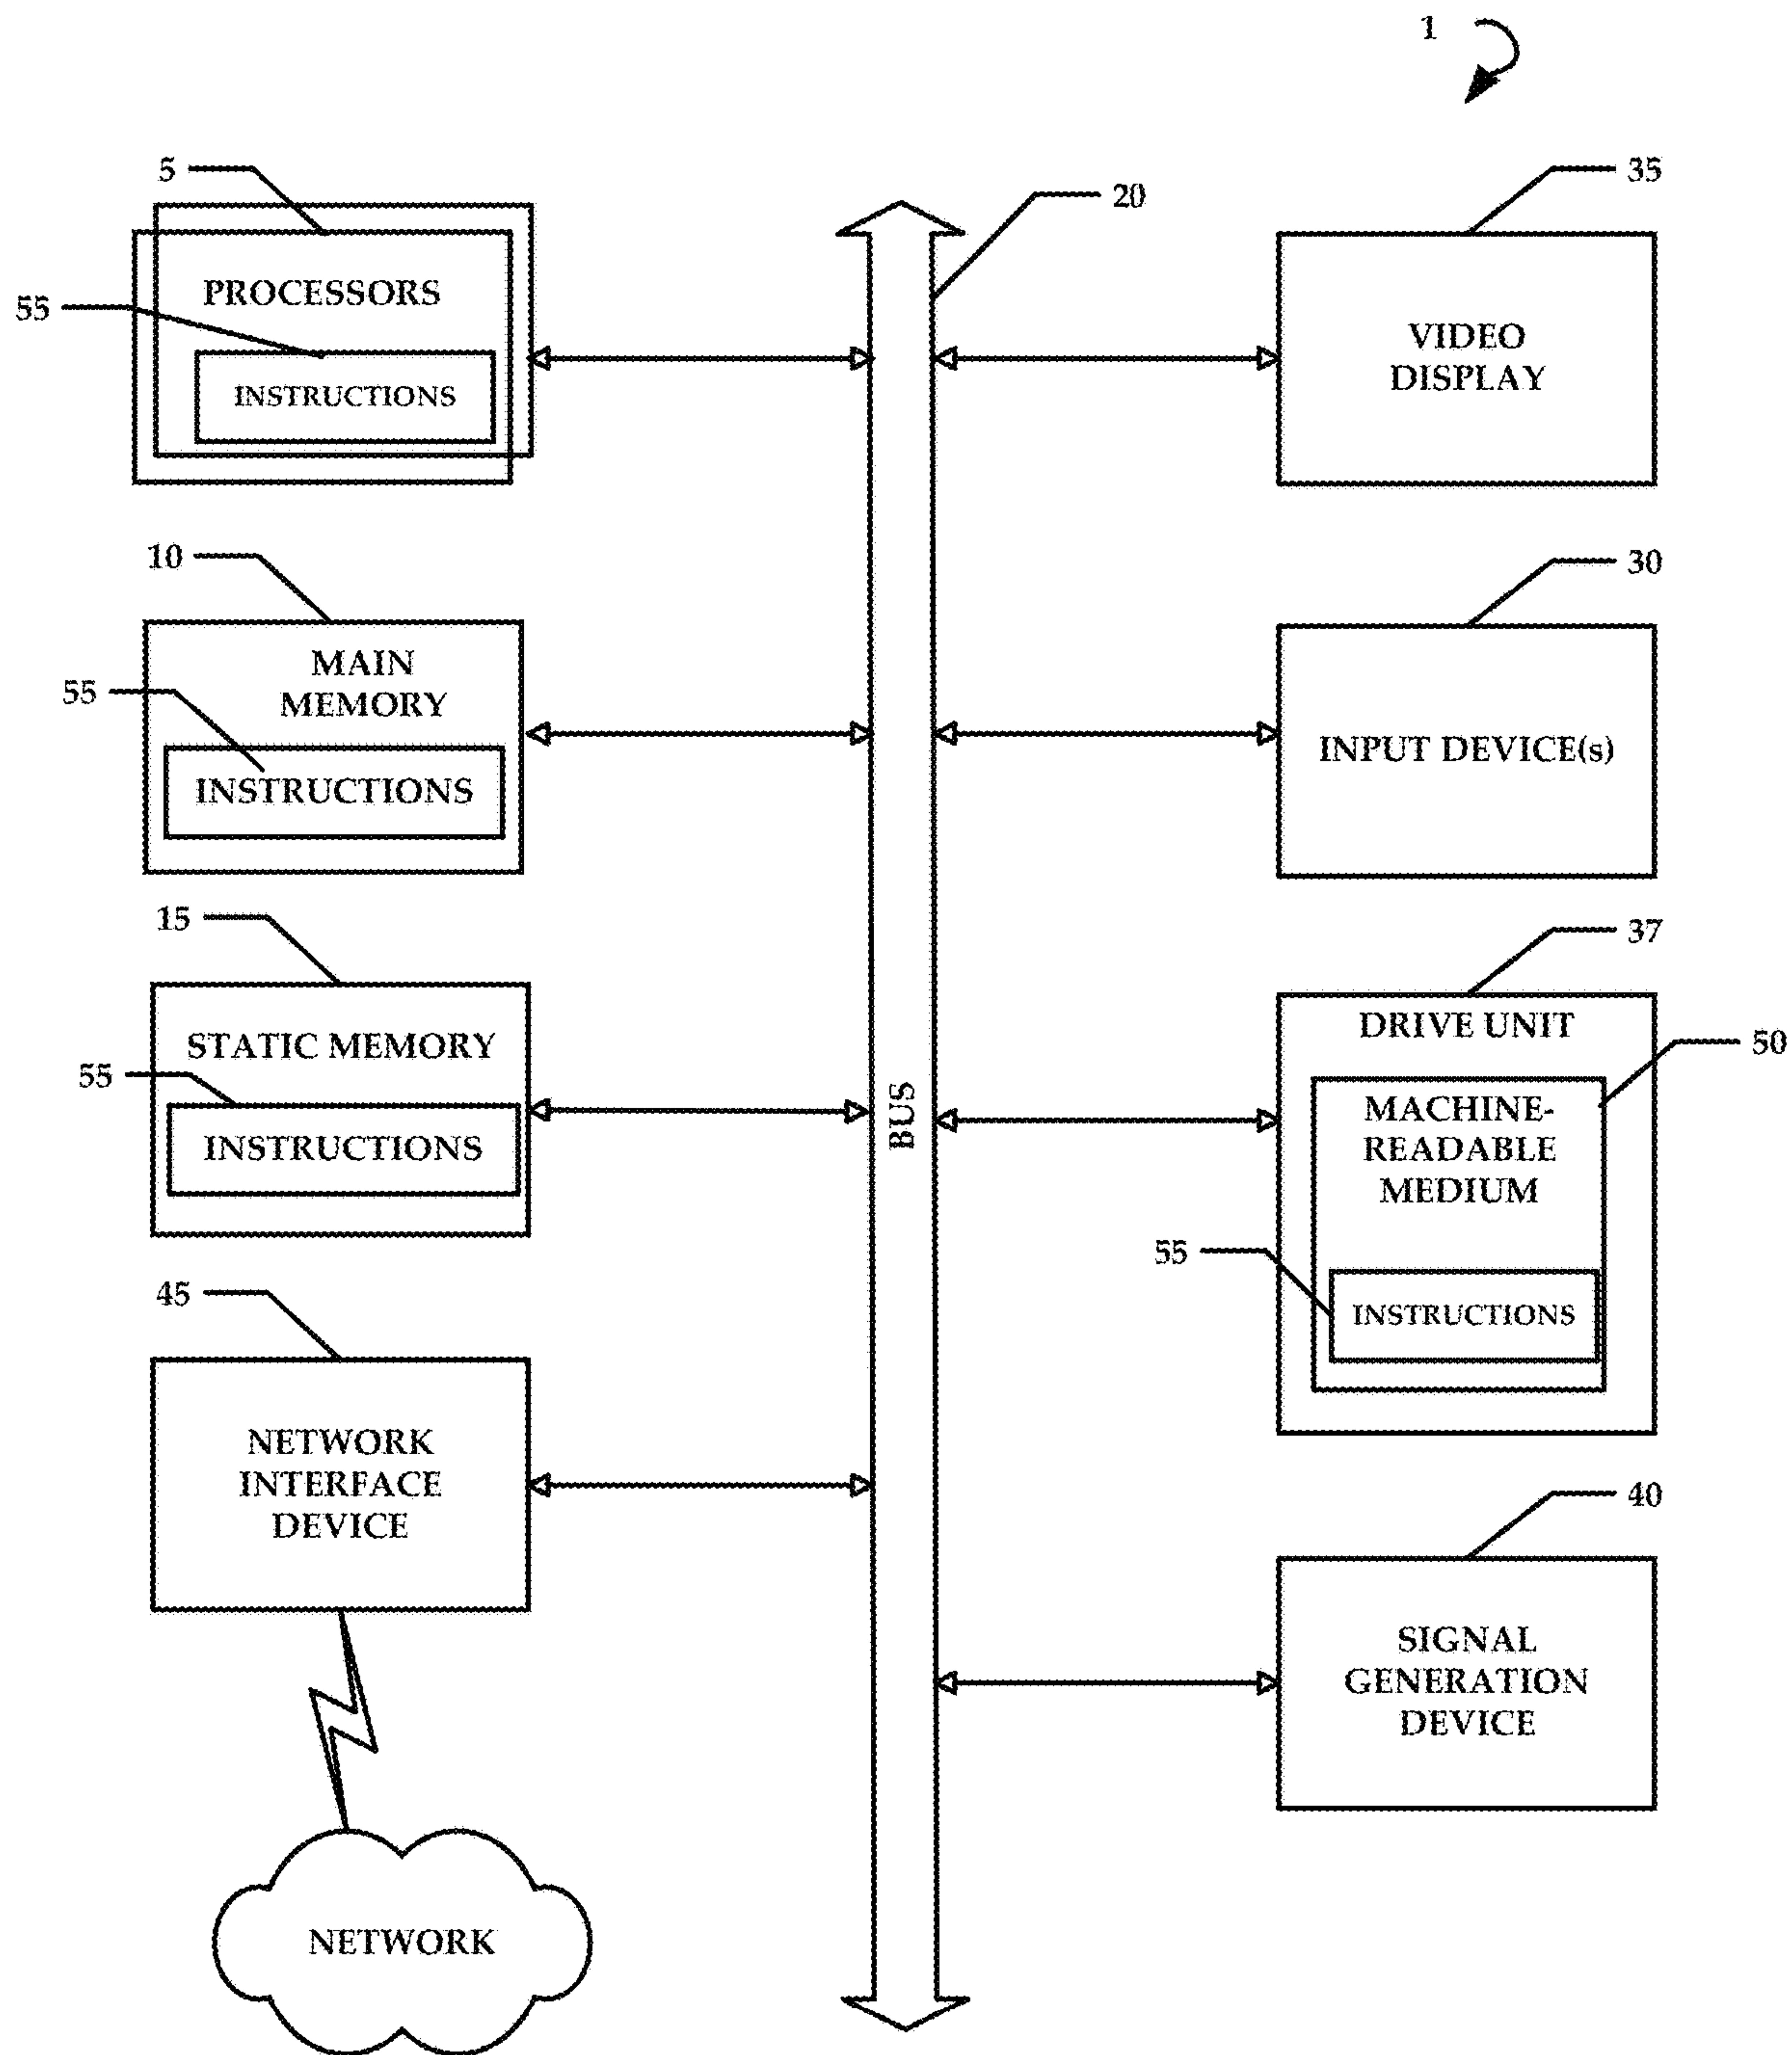 1
5
PROCESSORS
55
INSTRUCTIONS
10
MAIN
MEMORY
55
INSTRUCTIONS
15
STATIC MEMORY
55
INSTRUCTIONS
45
NETWORK
INTERFACE
DEVICE
NETWORK
20
BUS
35
VIDEO
DISPLAY
30
INPUT DEVICE(s)
37
DRIVE UNIT
50
MACHINE-
READABLE
MEDIUM
55
INSTRUCTIONS
40
SIGNAL
GENERATION
DEVICE